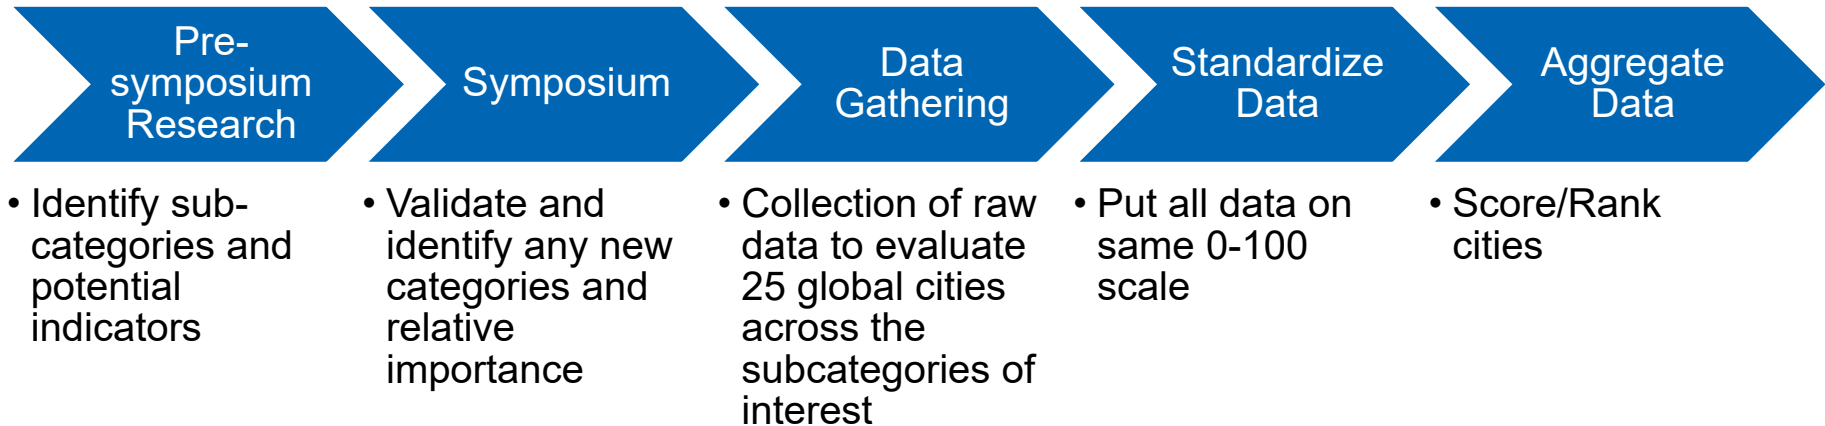 Pre-
symposium
Research
Symposium
Data
Gathering
Standardize
Data
Aggregate
Data
• Identify sub-
categories and
potential
indicators
• Validate and
identify any new
categories and
relative
importance
• Collection of raw
data to evaluate
25 global cities
across the
subcategories of
interest
• Put all data on
same 0-100
scale
• Score/Rank
cities